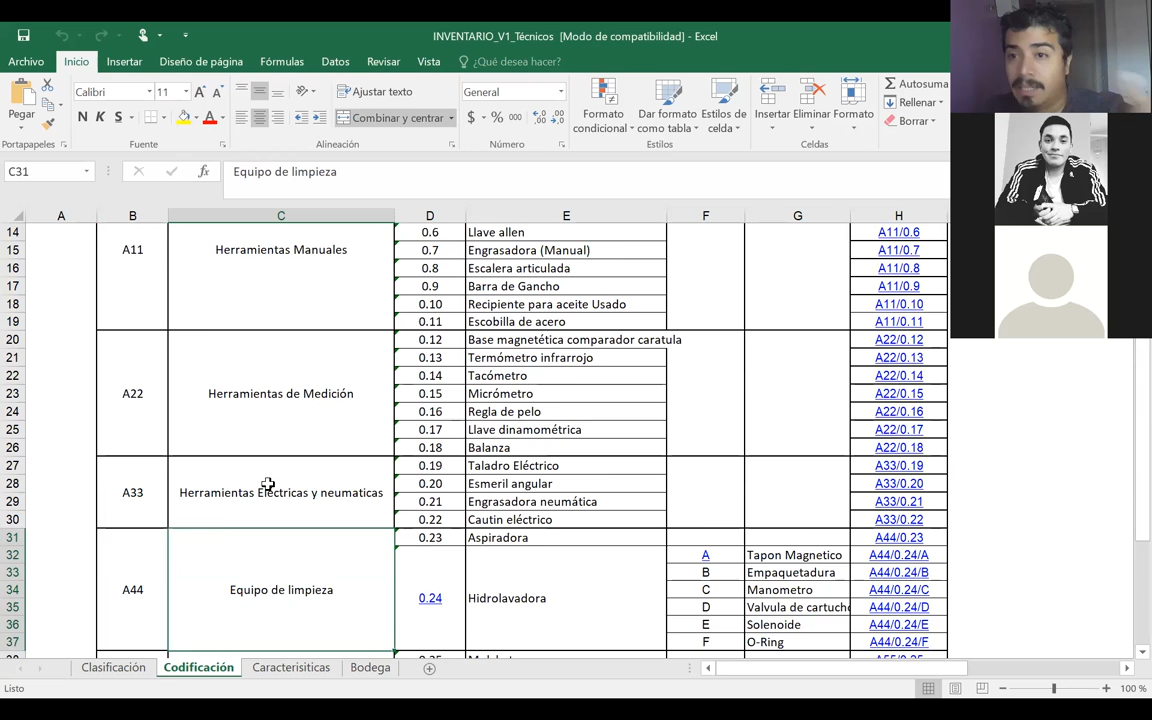 INVENTARIO_V1_Técnicos [Modo de compatibilidad] - Excel
Archivo Inicio Insertar Diseño de página Fórmulas Datos Revisar Vista ¿Qué desea hacer?
Pegar
Calibri 11
N K S
Ajustar texto
Combinar y centrar
General
$ % 000
Formato condicional
Dar formato como tabla
Estilos de celda
Insertar Eliminar Formato
Autosuma
Rellenar
Borrar
Portapapeles Fuente Alineación Número Estilos Celdas
C31 fx Equipo de limpieza
A B C D E F G H
14 0.6 Llave allen A11/0.6
15 A11 Herramientas Manuales 0.7 Engrasadora (Manual) A11/0.7
16 0.8 Escalera articulada A11/0.8
17 0.9 Barra de Gancho A11/0.9
18 0.10 Recipiente para aceite Usado A11/0.10
19 0.11 Escobilla de acero A11/0.11
20 0.12 Base magnetética comparador caratula A22/0.12
21 0.13 Termómetro infrarrojo A22/0.13
22 0.14 Tacómetro A22/0.14
23 A22 Herramientas de Medición 0.15 Micrómetro A22/0.15
24 0.16 Regla de pelo A22/0.16
25 0.17 Llave dinamométrica A22/0.17
26 0.18 Balanza A22/0.18
27 0.19 Taladro Eléctrico A33/0.19
28 0.20 Esmeril angular A33/0.20
A33 Herramientas Electricas y neumaticas
29 0.21 Engrasadora neumática A33/0.21
30 0.22 Cautin eléctrico A33/0.22
31 0.23 Aspiradora A44/0.23
32 A Tapon Magnetico A44/0.24/A
33 B Empaquetadura A44/0.24/B
34 A44 Equipo de limpieza C Manometro A44/0.24/C
0.24 Hidrolavadora
35 D Valvula de cartucho A44/0.24/D
36 E Solenoide A44/0.24/E
37 F O-Ring A44/0.24/F
Clasificación Codificación Caracterisiticas Bodega
Listo 100 %